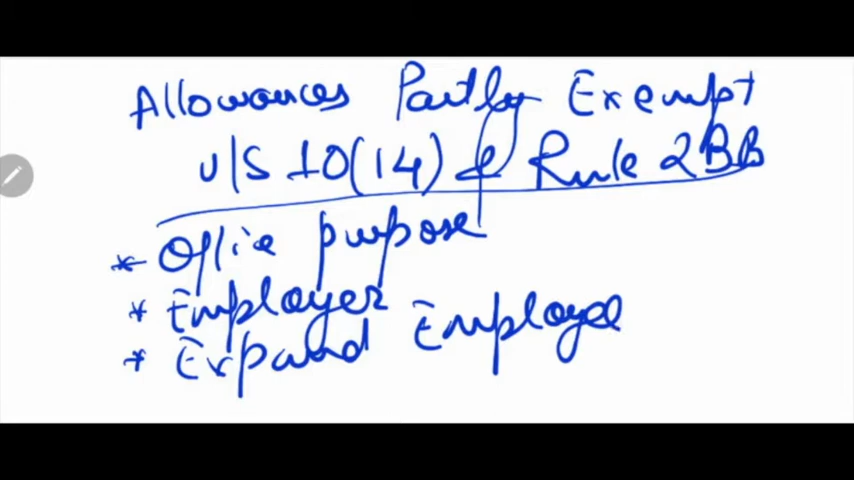 Allowances Partly Exempt
u/s 10(14) & Rule 2BB
* Office purpose
* Employer
* Expand Employee